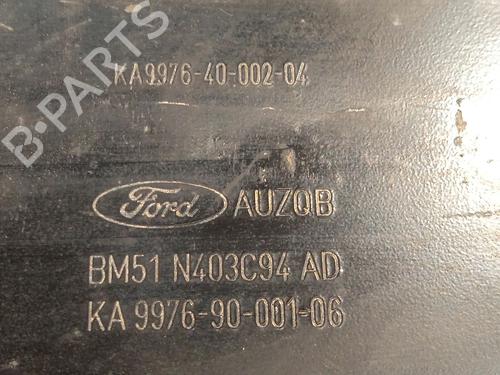 KA9976-40-002-04
B-PARTS
Ford AUZQB
BM51 N403C94 AD
KA 9976-90-001-06